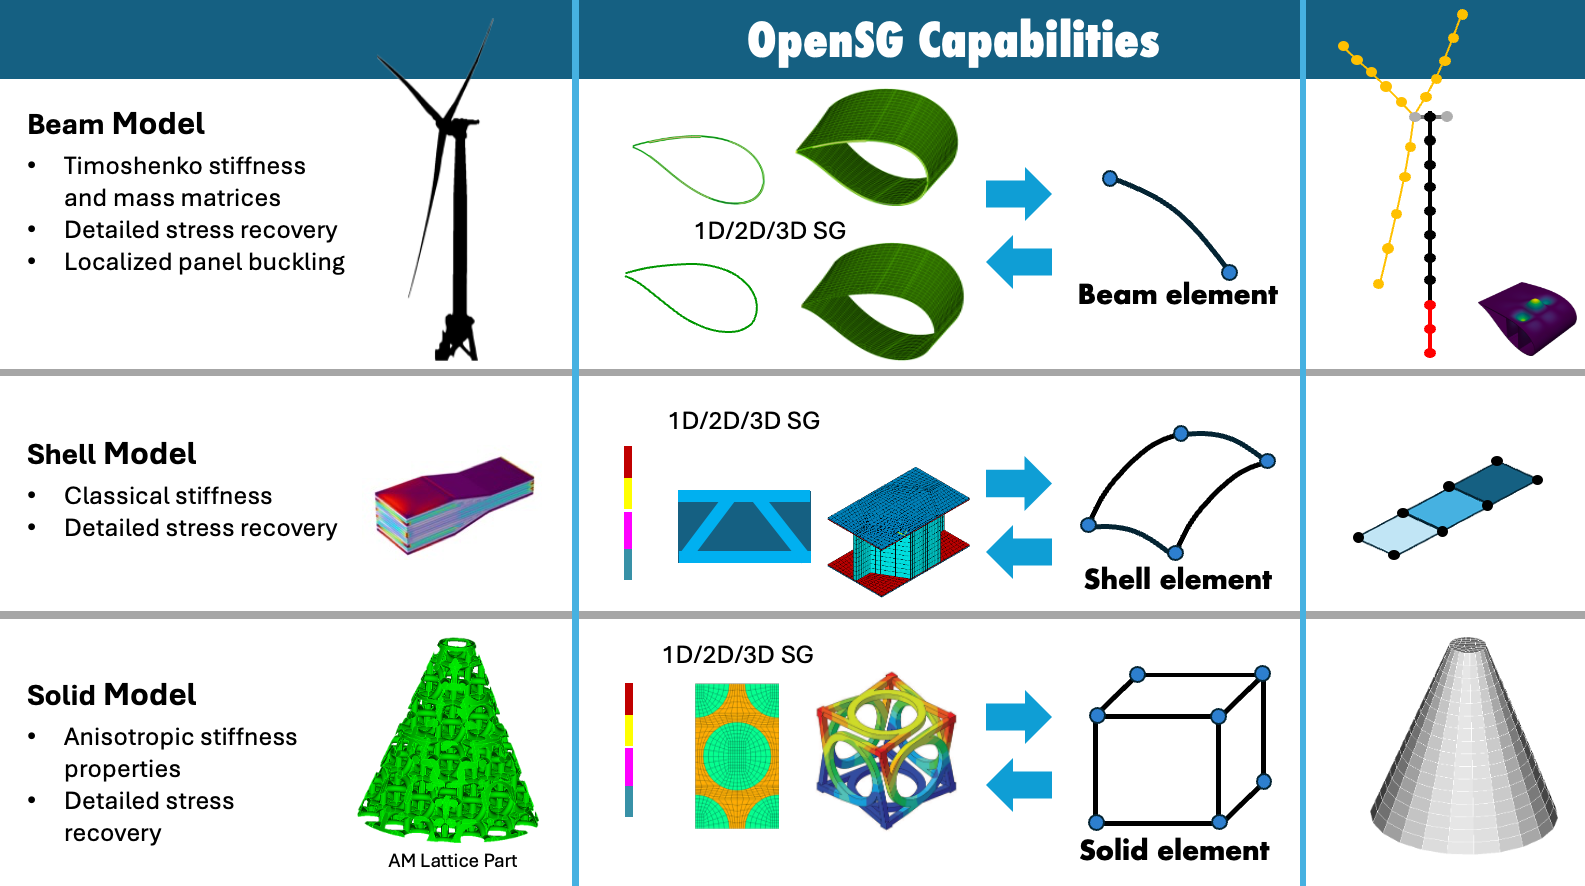 OpenSG Capabilities
Beam Model
• Timoshenko stiffness
and mass matrices
• Detailed stress recovery
• Localized panel buckling
1D/2D/3D SG
Beam element
Shell Model
• Classical stiffness
• Detailed stress recovery
1D/2D/3D SG
Shell element
Solid Model
• Anisotropic stiffness
properties
• Detailed stress
recovery
AM Lattice Part
1D/2D/3D SG
Solid element